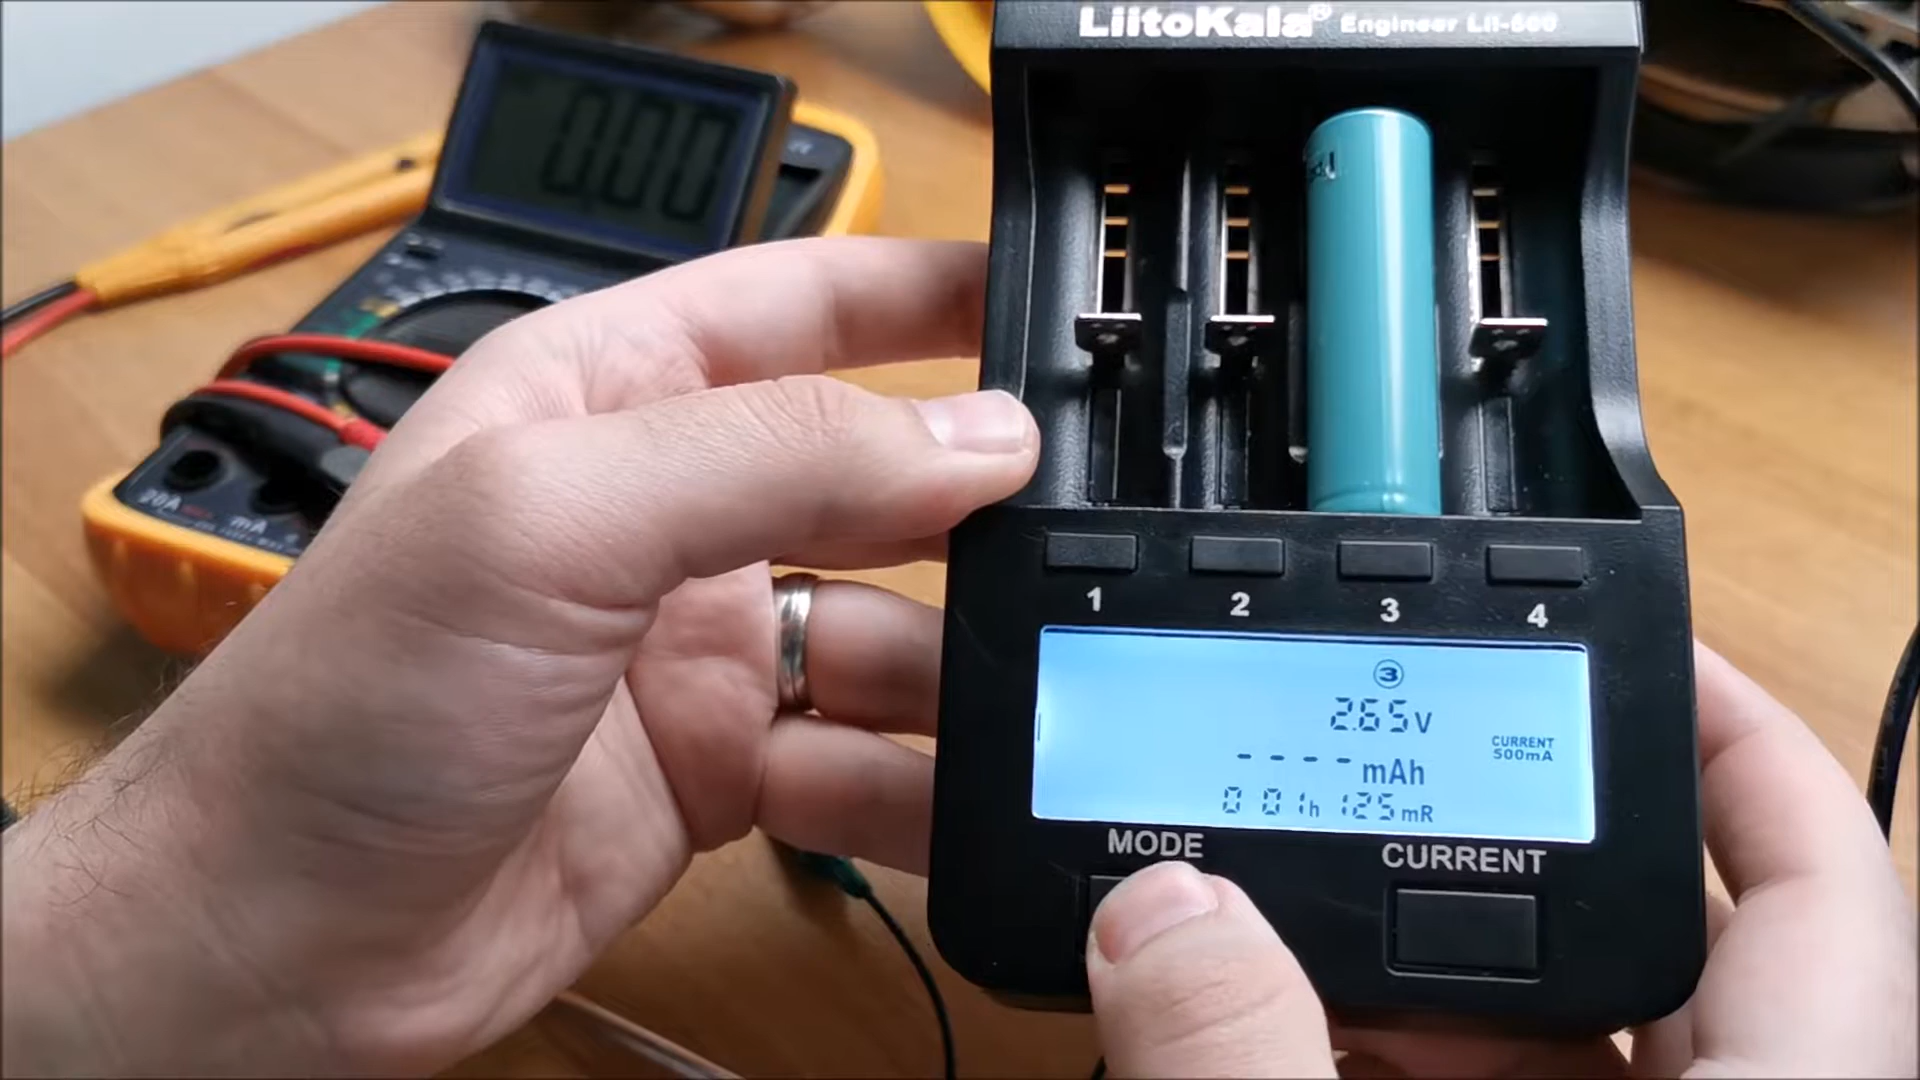 LiitoKala® Engineer Lii-500
0.00
20A
mA
1 2 3 4
3
2.65V
CURRENT
500mA
- - - - mAh
0 01h 125mR
MODE CURRENT